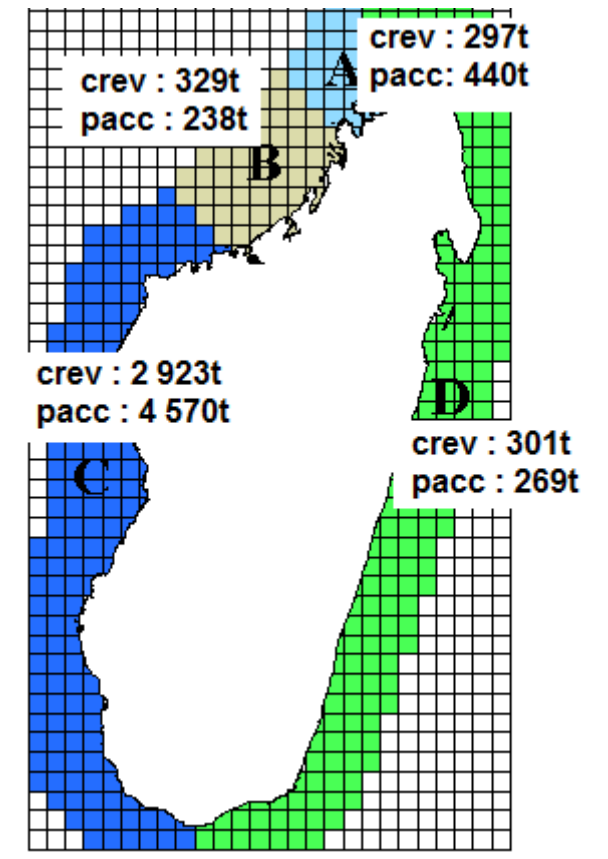 crev : 297t
pacc: 440t
A
crev : 329t
pacc : 238t
B
crev : 2 923t
pacc : 4 570t
C
D
crev : 301t
pacc : 269t